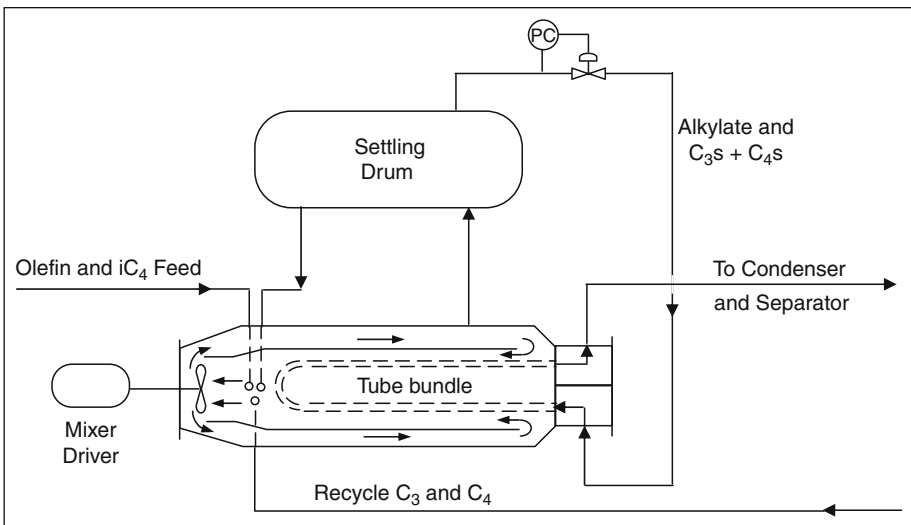 PC
Settling
Drum
Alkylate and
C₃s + C₄s
Olefin and iC₄ Feed
To Condenser
and Separator
Tube bundle
Mixer
Driver
Recycle C₃ and C₄